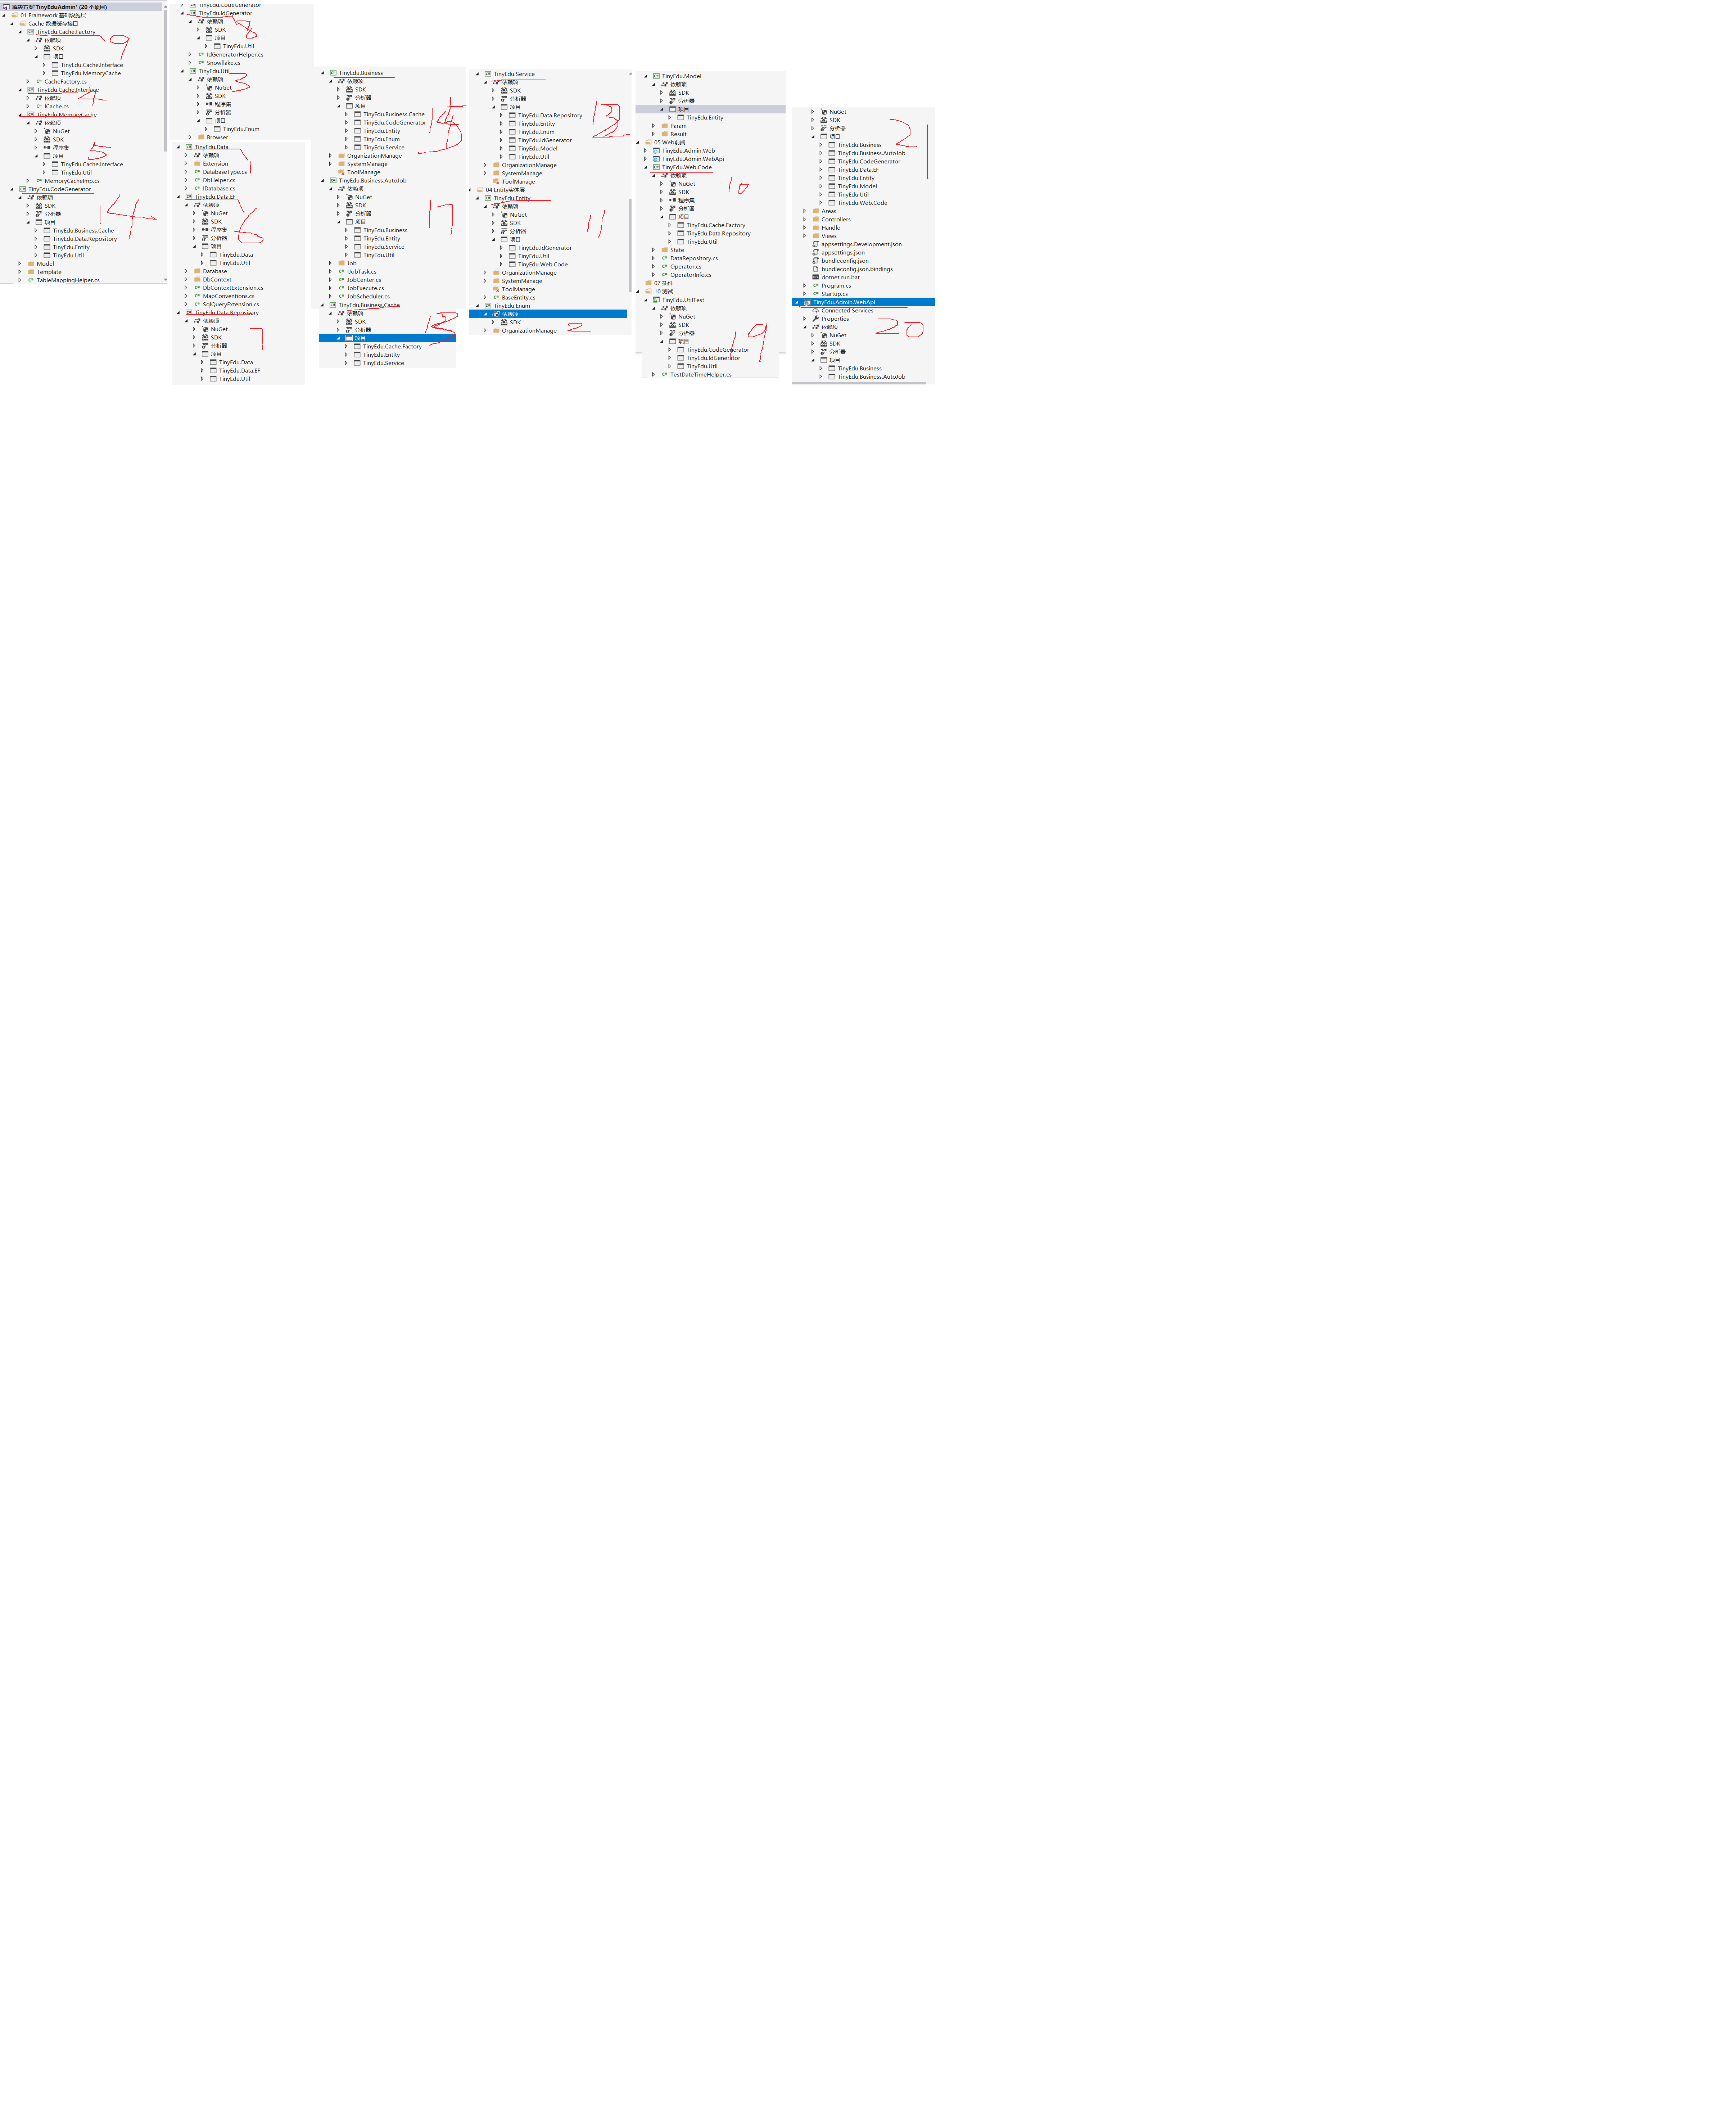 解决方案'TinyEduAdmin' (20 个项目)
01 Framework 基础设施层
Cache 数据缓存接口
TinyEdu.Cache.Factory
依赖项
9
SDK
项目
TinyEdu.Cache.Interface
TinyEdu.MemoryCache
CacheFactory.cs
TinyEdu.Cache.Interface
依赖项
4
ICache.cs
TinyEdu.MemoryCache
依赖项
NuGet
SDK
程序集
5
项目
TinyEdu.Cache.Interface
TinyEdu.Util
MemoryCacheImp.cs
TinyEdu.CodeGenerator
依赖项
SDK
分析器
14
项目
TinyEdu.Business.Cache
TinyEdu.Data.Repository
TinyEdu.Entity
TinyEdu.Util
Model
Template
TableMappingHelper.cs
TinyEdu.CodeGenerator
TinyEdu.IdGenerator
依赖项
8
SDK
项目
TinyEdu.Util
IdGeneratorHelper.cs
Snowflake.cs
TinyEdu.Util
依赖项
3
NuGet
SDK
程序集
分析器
项目
TinyEdu.Enum
Browser
TinyEdu.Data
依赖项
1
Extension
DatabaseType.cs
DbHelper.cs
IDatabase.cs
TinyEdu.Data.EF
依赖项
NuGet
SDK
6
程序集
分析器
项目
TinyEdu.Data
TinyEdu.Util
Database
DbContext
DbContextExtension.cs
MapConventions.cs
SqlQueryExtension.cs
TinyEdu.Data.Repository
依赖项
NuGet
7
SDK
分析器
项目
TinyEdu.Data
TinyEdu.Data.EF
TinyEdu.Util
TinyEdu.Business
依赖项
SDK
分析器
项目
TinyEdu.Business.Cache
TinyEdu.CodeGenerator
TinyEdu.Entity
TinyEdu.Enum
TinyEdu.Service
OrganizationManage
SystemManage
ToolManage
TinyEdu.Business.AutoJob
依赖项
NuGet
SDK
17
分析器
项目
TinyEdu.Business
TinyEdu.Entity
TinyEdu.Service
TinyEdu.Util
Job
IJobTask.cs
JobCenter.cs
JobExecute.cs
JobScheduler.cs
TinyEdu.Business.Cache
依赖项
SDK
分析器
项目
TinyEdu.Cache.Factory
TinyEdu.Entity
TinyEdu.Service
TinyEdu.Service
依赖项
SDK
分析器
项目
TinyEdu.Data.Repository
TinyEdu.Entity
TinyEdu.Enum
TinyEdu.IdGenerator
TinyEdu.Model
TinyEdu.Util
OrganizationManage
SystemManage
ToolManage
04 Entity实体层
TinyEdu.Entity
依赖项
NuGet
11
SDK
分析器
项目
TinyEdu.IdGenerator
TinyEdu.Util
TinyEdu.Web.Code
OrganizationManage
SystemManage
ToolManage
BaseEntity.cs
TinyEdu.Enum
依赖项
SDK
OrganizationManage
2
TinyEdu.Model
依赖项
SDK
分析器
项目
TinyEdu.Entity
Param
Result
05 Web前端
TinyEdu.Admin.Web
TinyEdu.Admin.WebApi
TinyEdu.Web.Code
依赖项
NuGet
10
SDK
程序集
分析器
项目
TinyEdu.Cache.Factory
TinyEdu.Data.Repository
TinyEdu.Util
State
DataRepository.cs
Operator.cs
OperatorInfo.cs
07 插件
10 测试
TinyEdu.UtilTest
依赖项
NuGet
SDK
分析器
19
项目
TinyEdu.CodeGenerator
TinyEdu.IdGenerator
TinyEdu.Util
TestDateTimeHelper.cs
NuGet
SDK
分析器
21
项目
TinyEdu.Business
TinyEdu.Business.AutoJob
TinyEdu.CodeGenerator
TinyEdu.Data.EF
TinyEdu.Entity
TinyEdu.Model
TinyEdu.Util
TinyEdu.Web.Code
Areas
Controllers
Handle
Views
appsettings.Development.json
appsettings.json
bundleconfig.json
bundleconfig.json.bindings
dotnet run.bat
Program.cs
Startup.cs
TinyEdu.Admin.WebApi
Connected Services
Properties
依赖项
20
NuGet
SDK
分析器
项目
TinyEdu.Business
TinyEdu.Business.AutoJob